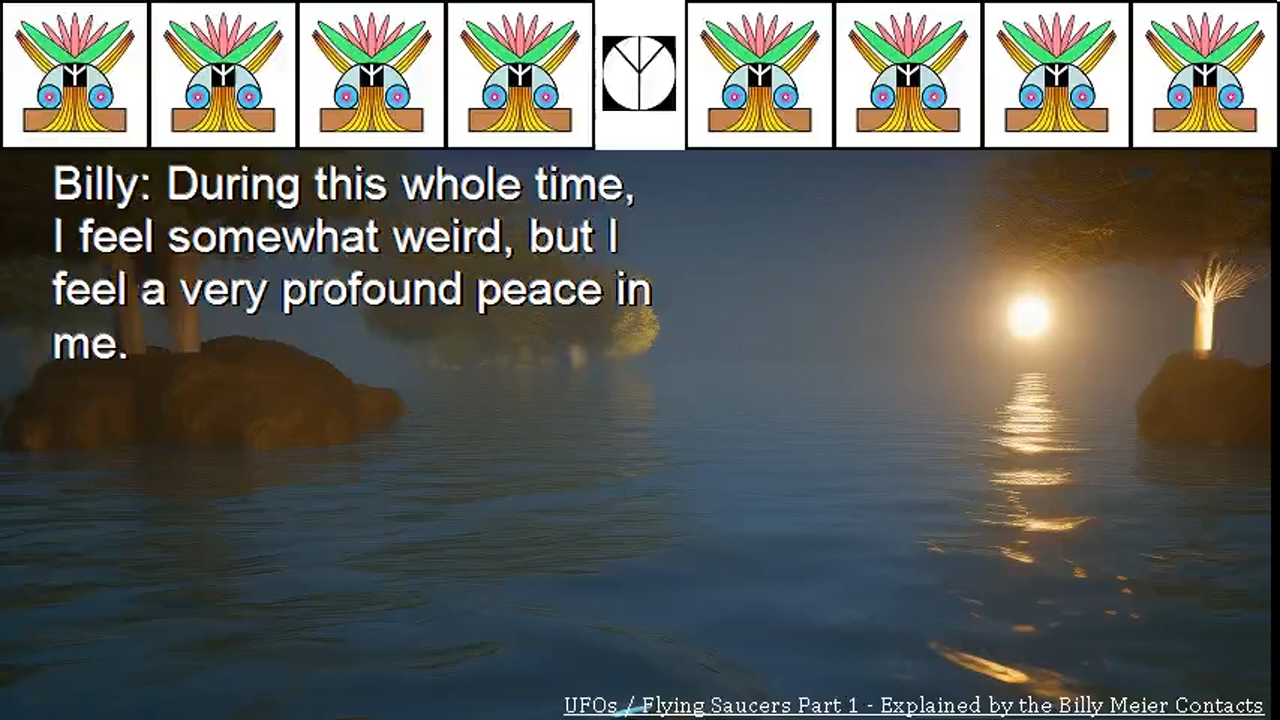 Billy: During this whole time,
I feel somewhat weird, but I
feel a very profound peace in
me.
UFOs / Flying Saucers Part 1 - Explained by the Billy Meier Contacts